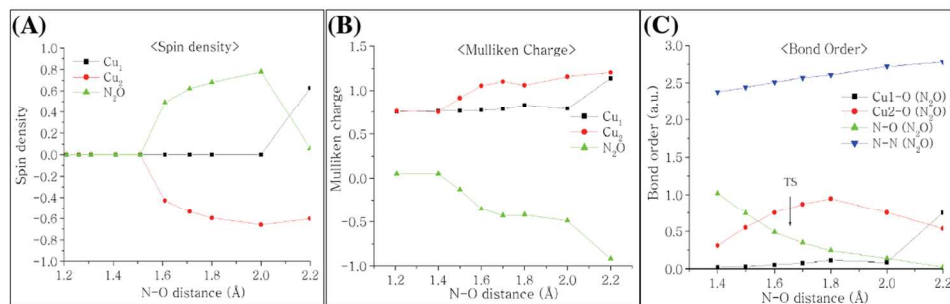 (A)
<Spin density>
Cu₁
Cu₂
N₂O
Spin density
1.0
0.8
0.6
0.4
0.2
0.0
-0.2
-0.4
-0.6
-0.8
-1.0
1.2 1.4 1.6 1.8 2.0 2.2
N-O distance (Å)
(B)
<Mulliken Charge>
Cu₁
Cu₂
N₂O
Mulliken charge
1.5
1.0
0.5
0.0
-0.5
-1.0
1.2 1.4 1.6 1.8 2.0 2.2
N-O distance (Å)
(C)
<Bond Order>
Cu1-O (N₂O)
Cu2-O (N₂O)
N-O (N₂O)
N-N (N₂O)
TS
Bond order (a.u.)
3.0
2.5
2.0
1.5
1.0
0.5
0.0
1.4 1.6 1.8 2.0 2.2
N-O distance (Å)